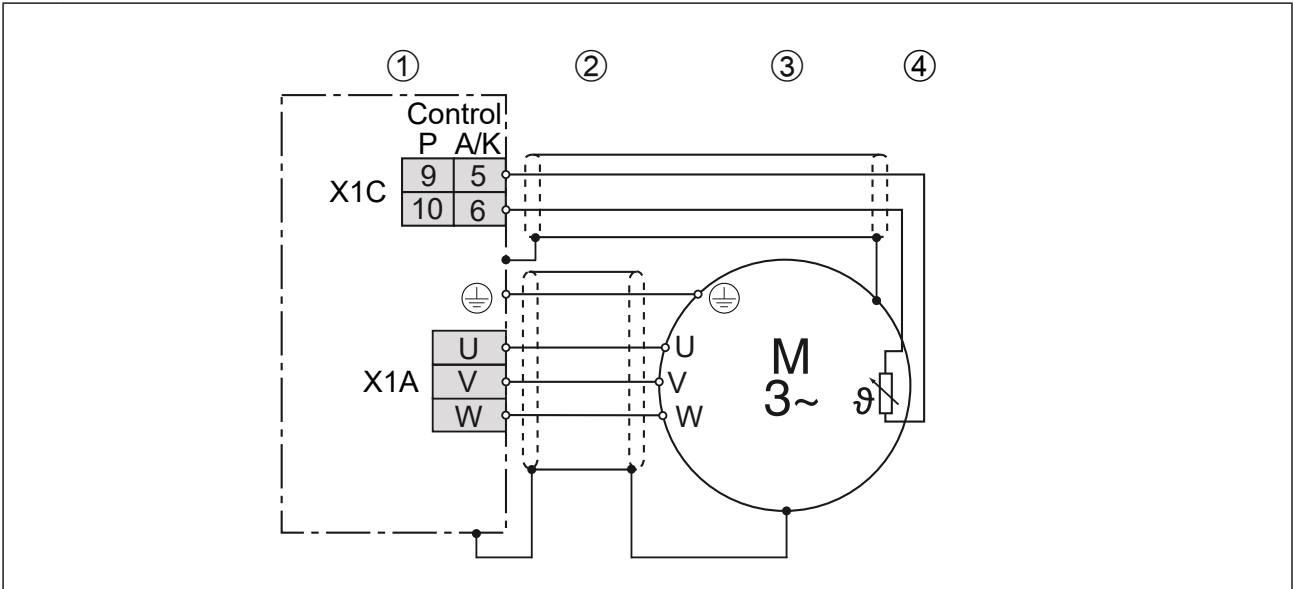 ① ② ③ ④
Control
P A/K
X1C
9 5
10 6
X1A
U
V
W
U
V
W
M
3~
ϑ